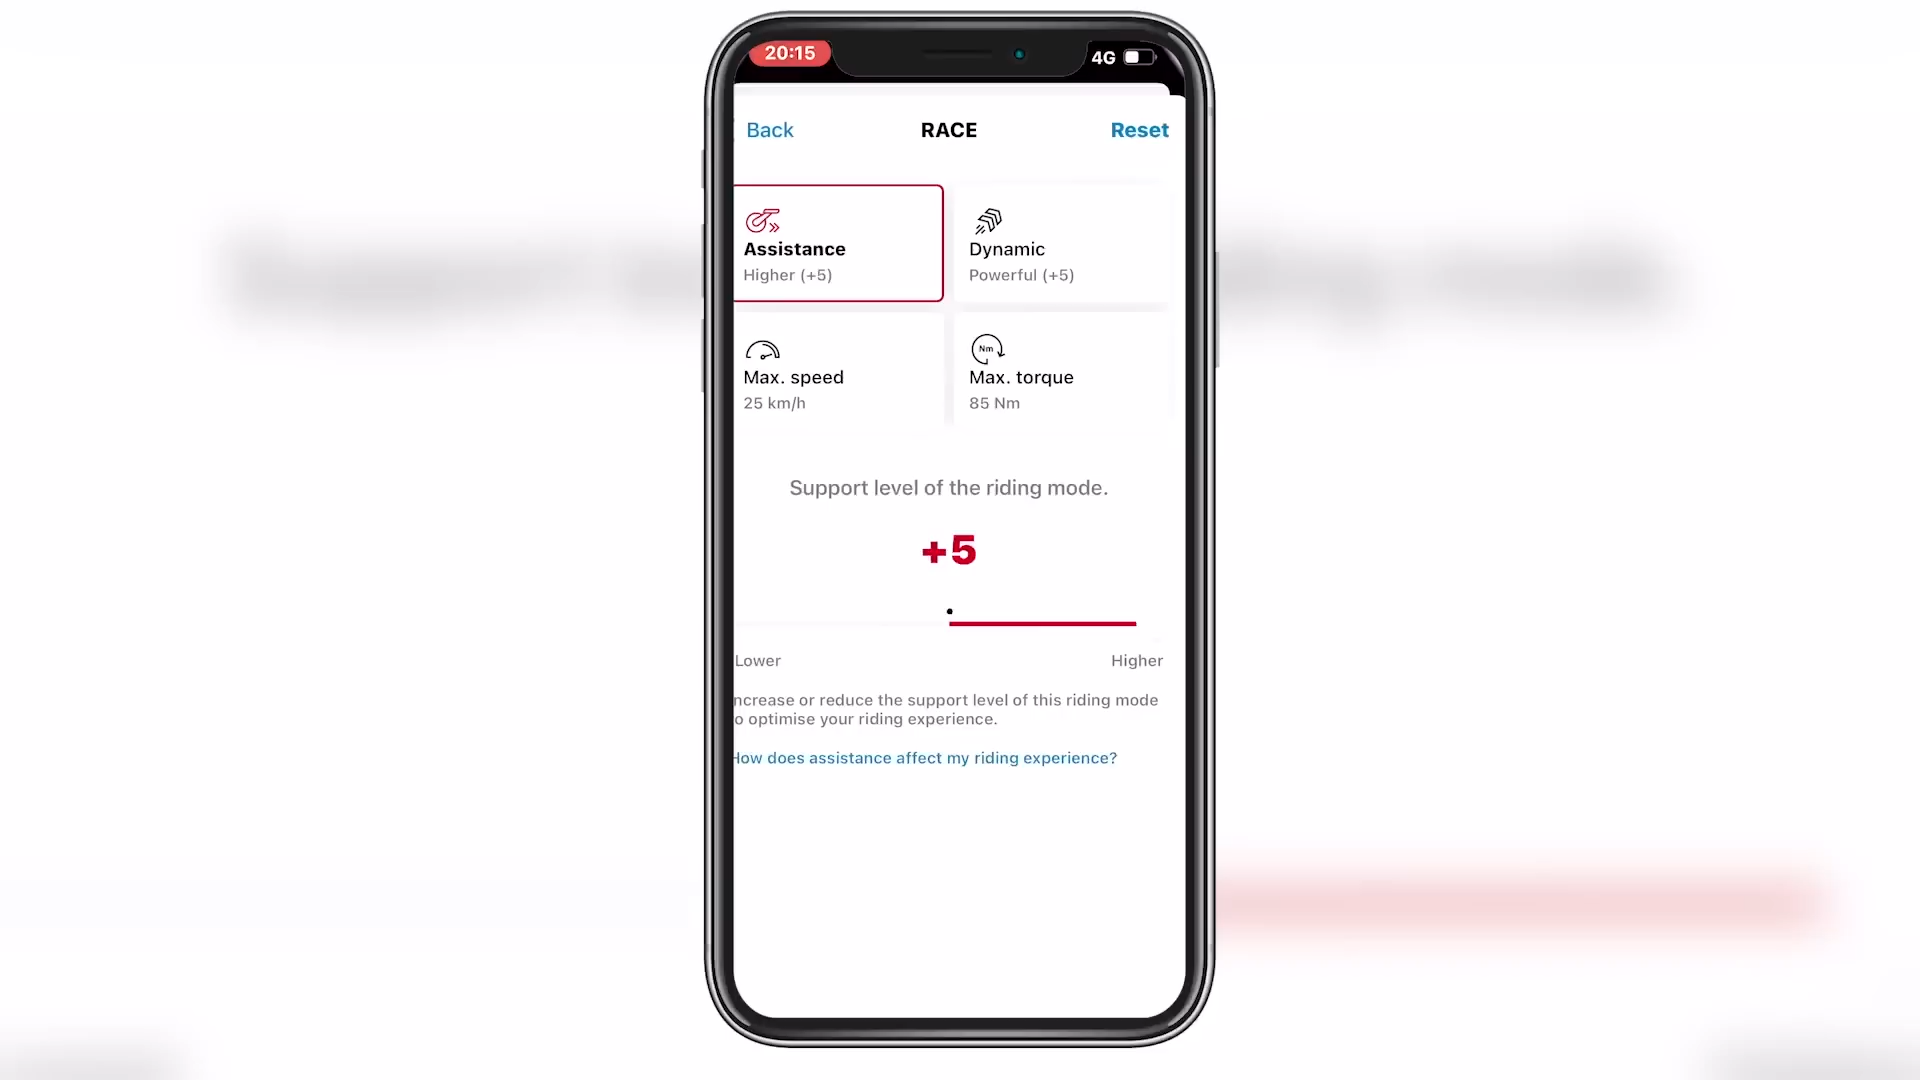 20:15
4G
Back
RACE
Reset
Assistance
Higher (+5)
Dynamic
Powerful (+5)
Max. speed
25 km/h
Nm
Max. torque
85 Nm
Support level of the riding mode.
+5
Lower
Higher
ncrease or reduce the support level of this riding mode
o optimise your riding experience.
How does assistance affect my riding experience?